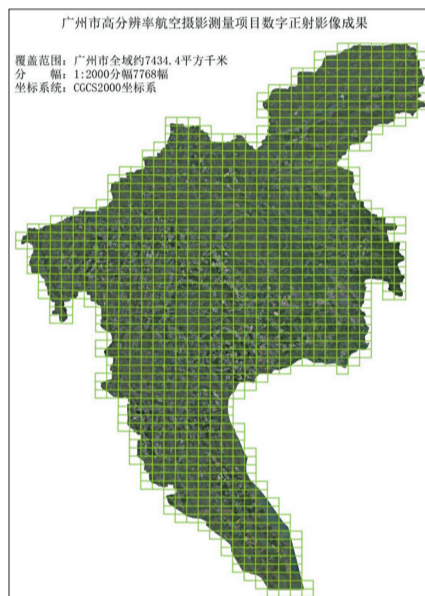 广州市高分辨率航空摄影测量项目数字正射影像成果
覆盖范围：广州市全域约7434.4平方千米
分　　幅：1:2000分幅7768幅
坐标系统：CGCS2000坐标系